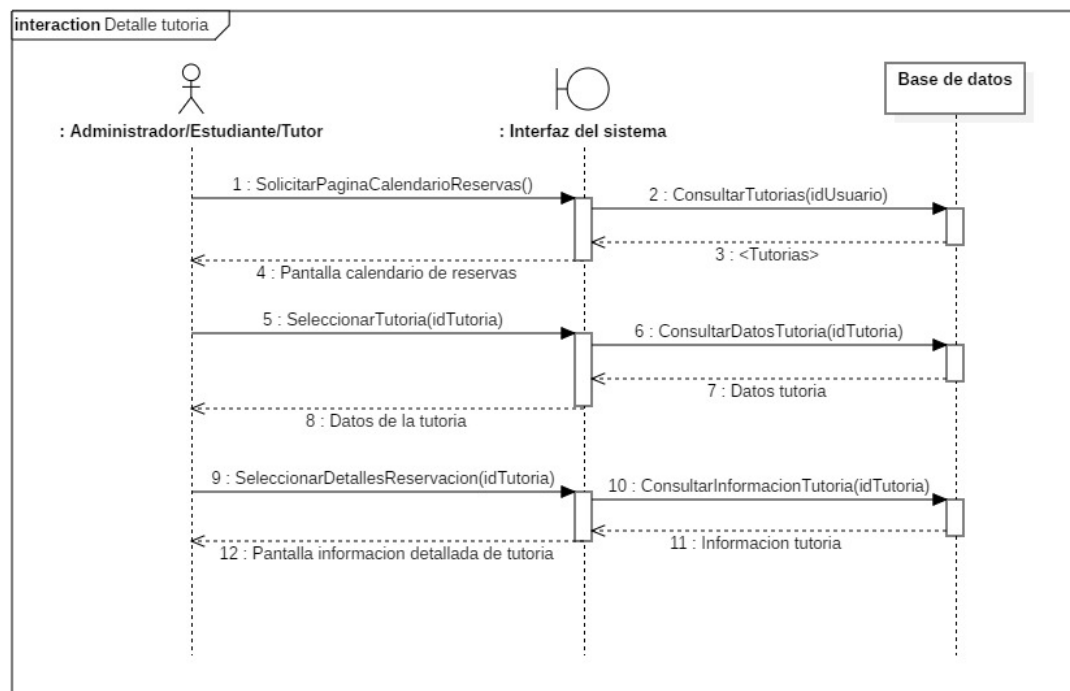 interaction Detalle tutoria
: Administrador/Estudiante/Tutor
: Interfaz del sistema
Base de datos
1 : SolicitarPaginaCalendarioReservas()
2 : ConsultarTutorias(idUsuario)
3 : <Tutorias>
4 : Pantalla calendario de reservas
5 : SeleccionarTutoria(idTutoria)
6 : ConsultarDatosTutoria(idTutoria)
7 : Datos tutoria
8 : Datos de la tutoria
9 : SeleccionarDetallesReservacion(idTutoria)
10 : ConsultarInformacionTutoria(idTutoria)
11 : Informacion tutoria
12 : Pantalla informacion detallada de tutoria